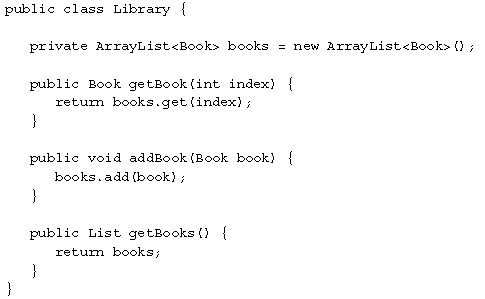 public class Library {
private ArrayList<Book> books = new ArrayList<Book>();
public Book getBook(int index) {
return books.get(index);
}
public void addBook(Book book) {
books.add(book);
}
public List getBooks() {
return books;
}
}